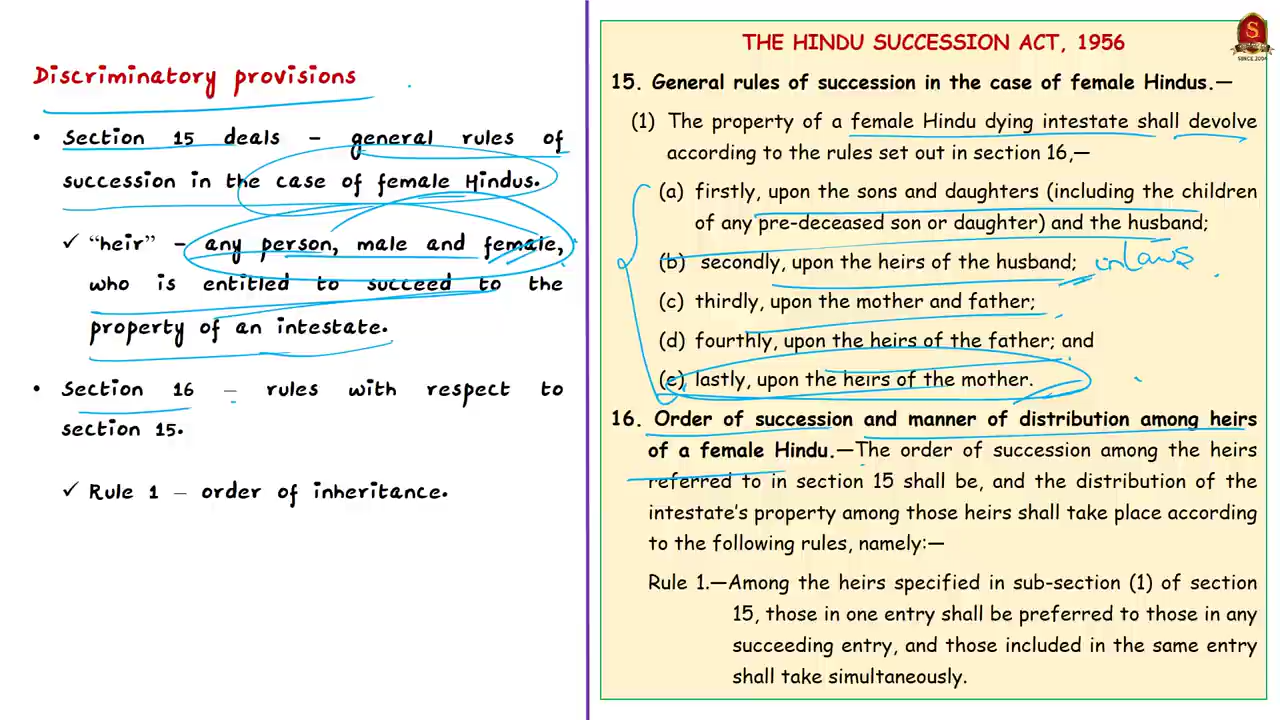 Discriminatory provisions
• Section 15 deals – general rules of
succession in the case of female Hindus.
✓ “heir” – any person, male and female,
who is entitled to succeed to the
property of an intestate.
• Section 16 – rules with respect to
section 15.
✓ Rule 1 – order of inheritance.
THE HINDU SUCCESSION ACT, 1956
15. General rules of succession in the case of female Hindus.—
(1) The property of a female Hindu dying intestate shall devolve
according to the rules set out in section 16,—
(a) firstly, upon the sons and daughters (including the children
of any pre-deceased son or daughter) and the husband;
(b) secondly, upon the heirs of the husband; inlaws
(c) thirdly, upon the mother and father;
(d) fourthly, upon the heirs of the father; and
(e) lastly, upon the heirs of the mother.
16. Order of succession and manner of distribution among heirs
of a female Hindu.—The order of succession among the heirs
referred to in section 15 shall be, and the distribution of the
intestate’s property among those heirs shall take place according
to the following rules, namely:—
Rule 1.—Among the heirs specified in sub-section (1) of section
15, those in one entry shall be preferred to those in any
succeeding entry, and those included in the same entry
shall take simultaneously.
S
SINCE 2004